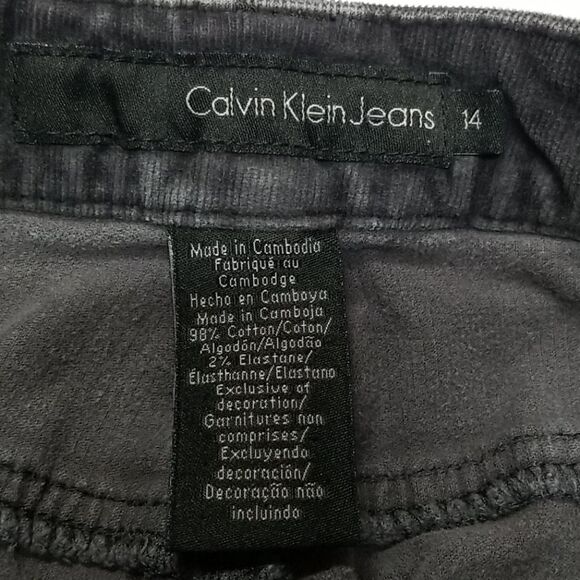 Calvin Klein Jeans 14
Made in Cambodia
Fabriqué au
Cambodge
Hecho en Camboya
Made in Camboja
98% Cotton/Coton/
Algodón/Algodão
2% Elastane/
Élasthanne/Elastano
Exclusive of
decoration/
Garnitures non
comprises/
Excluyendo
decoración/
Decoração não
incluindo